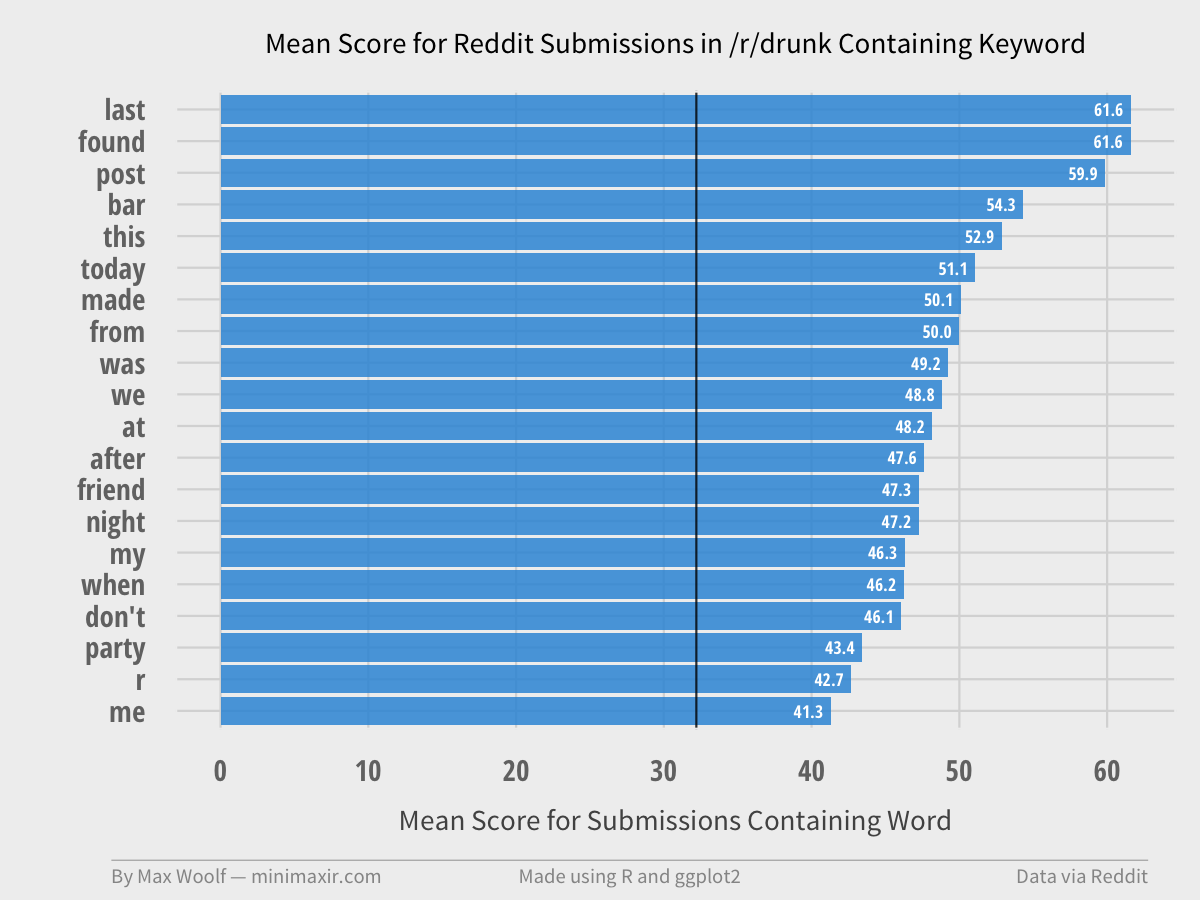 Mean Score for Reddit Submissions in /r/drunk Containing Keyword
last 61.6
found 61.6
post 59.9
bar 54.3
this 52.9
today 51.1
made 50.1
from 50.0
was 49.2
we 48.8
at 48.2
after 47.6
friend 47.3
night 47.2
my 46.3
when 46.2
don't 46.1
party 43.4
r 42.7
me 41.3
0 10 20 30 40 50 60
Mean Score for Submissions Containing Word
By Max Woolf — minimaxir.com Made using R and ggplot2 Data via Reddit